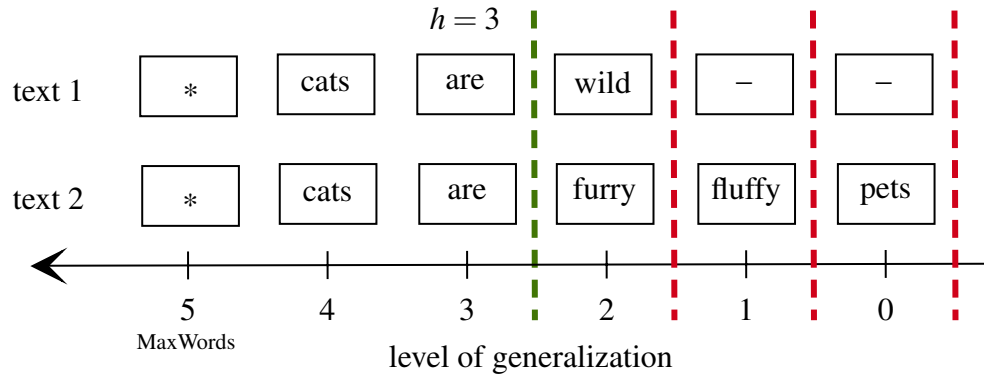 h = 3
text 1 * cats are wild – –
text 2 * cats are furry fluffy pets
5 4 3 2 1 0
MaxWords
level of generalization